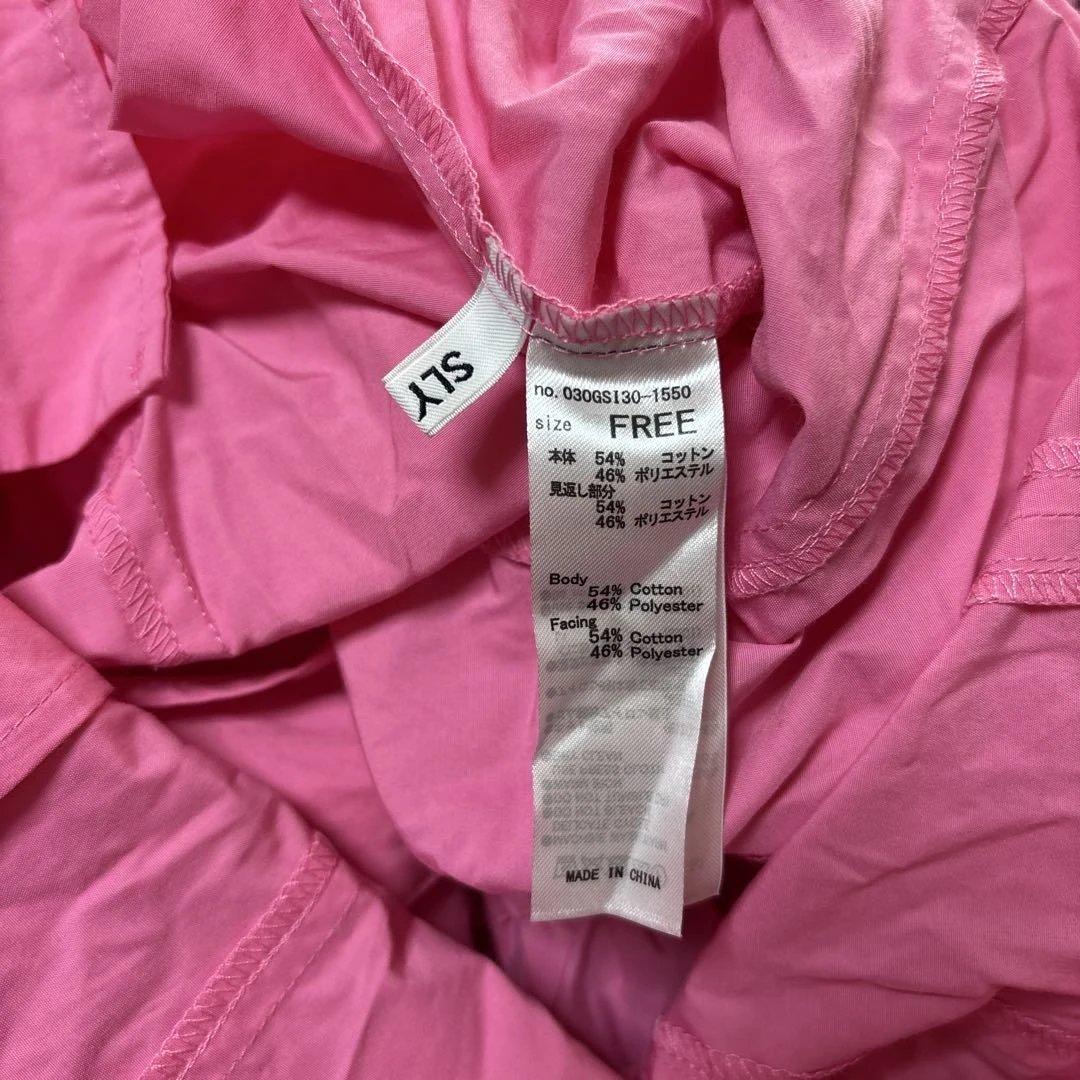 SLY
no. 030GSI30-1550
size FREE
本体 54% コットン
46% ポリエステル
見返し部分
54% コットン
46% ポリエステル
Body
54% Cotton
46% Polyester
Facing
54% Cotton
46% Polyester
MADE IN CHINA